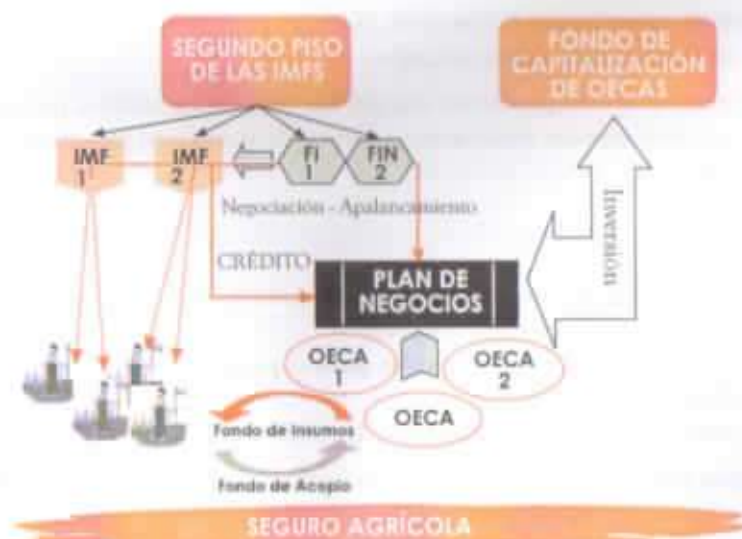 SEGUNDO PISO
DE LAS IMFS
FONDO DE
CAPITALIZACIÓN
DE OECAS
IMF
1
IMF
2
FI
1
FIN
2
Negociación - Apalancamiento
Inversión
CRÉDITO
PLAN DE
NEGOCIOS
OECA
1
OECA
2
OECA
Fondo de Insumos
Fondo de Acopio
SEGURO AGRÍCOLA